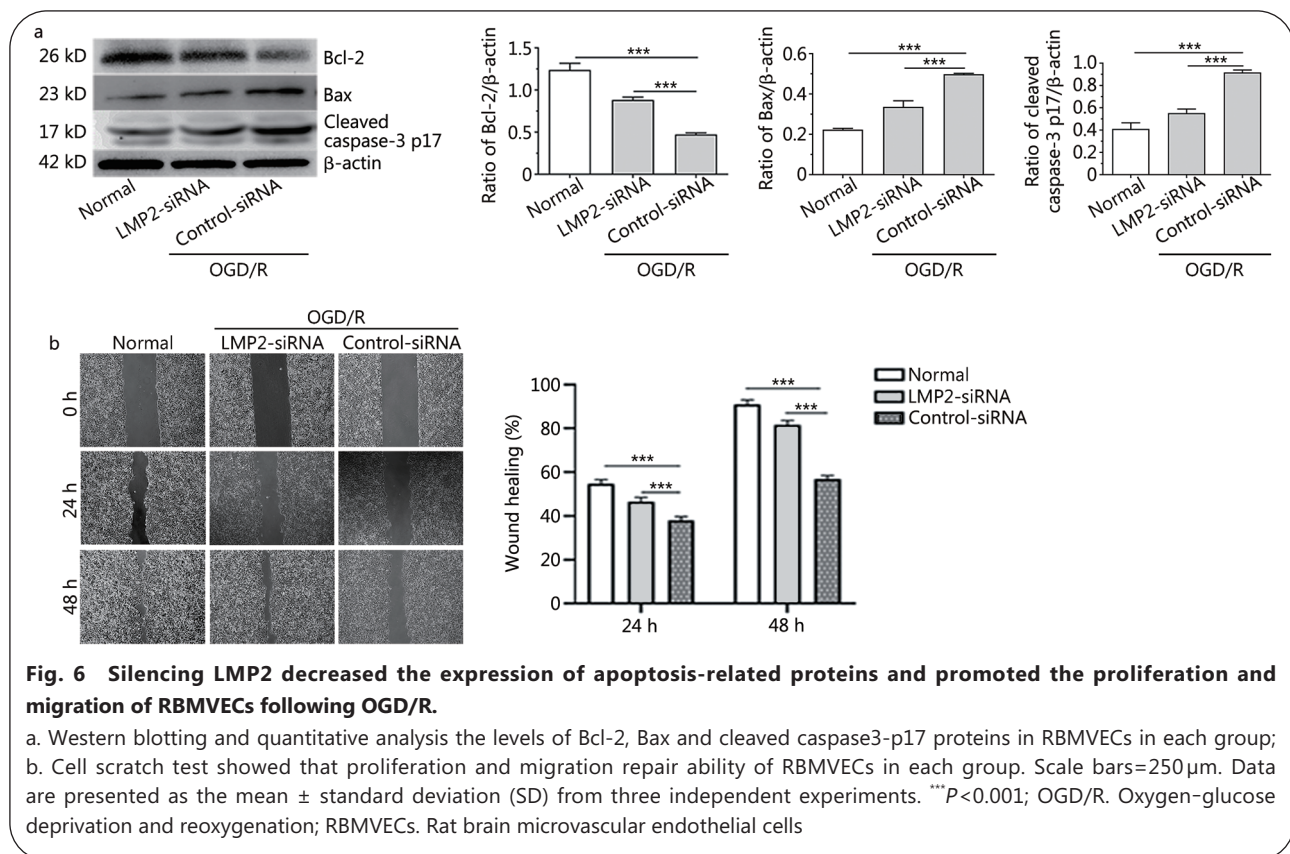 a
26 kD
Bcl-2
23 kD
Bax
17 kD
Cleaved
caspase-3 p17
42 kD
β-actin
Normal
LMP2-siRNA
Control-siRNA
OGD/R
Ratio of Bcl-2/β-actin
1.5
1.0
0.5
0
***
***
Normal
LMP2-siRNA
Control-siRNA
OGD/R
Ratio of Bax/β-actin
0.6
0.4
0.2
0
***
***
Normal
LMP2-siRNA
Control-siRNA
OGD/R
Ratio of cleaved
caspase-3 p17/β-actin
1.0
0.8
0.6
0.4
0.2
0
***
***
Normal
LMP2-siRNA
Control-siRNA
OGD/R
b
OGD/R
Normal
LMP2-siRNA
Control-siRNA
0 h
24 h
48 h
Wound healing (%)
100
80
60
40
20
0
***
***
***
***
24 h
48 h
Normal
LMP2-siRNA
Control-siRNA
Fig. 6 Silencing LMP2 decreased the expression of apoptosis-related proteins and promoted the proliferation and
migration of RBMVECs following OGD/R.
a. Western blotting and quantitative analysis the levels of Bcl-2, Bax and cleaved caspase3-p17 proteins in RBMVECs in each group;
b. Cell scratch test showed that proliferation and migration repair ability of RBMVECs in each group. Scale bars=250 μm. Data
are presented as the mean ± standard deviation (SD) from three independent experiments. ***P<0.001; OGD/R. Oxygen-glucose
deprivation and reoxygenation; RBMVECs. Rat brain microvascular endothelial cells